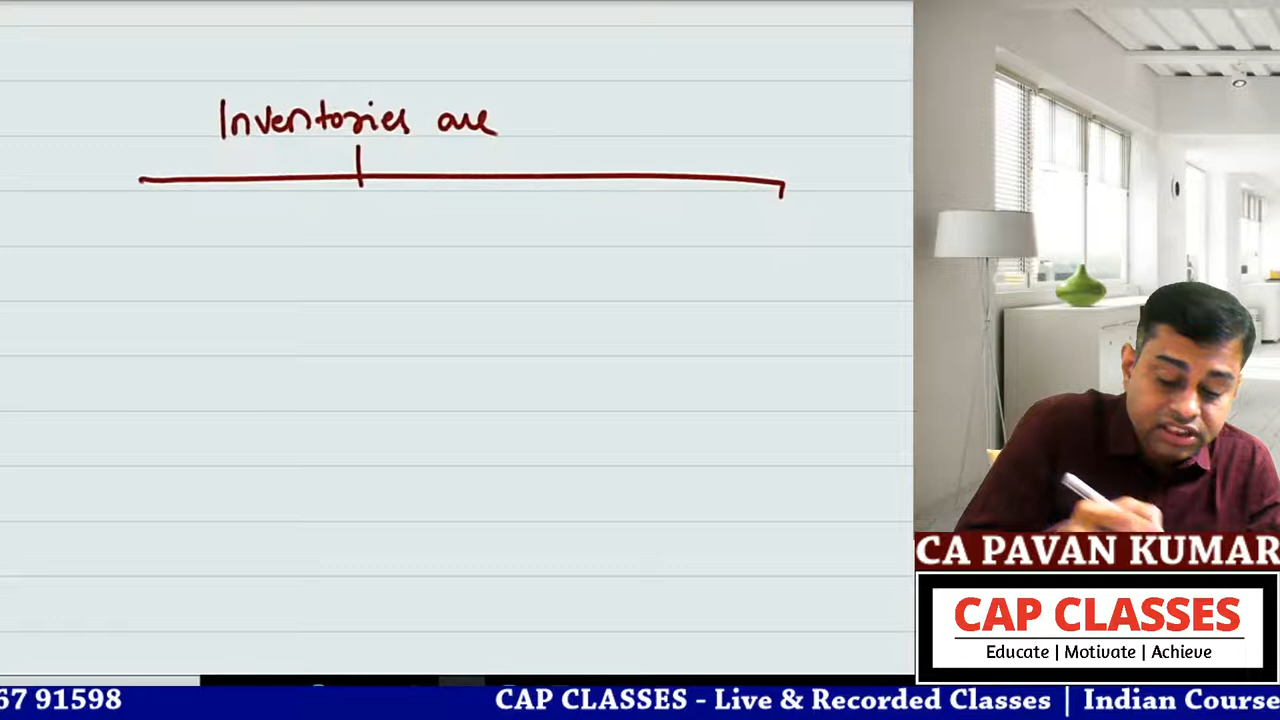 Inventories are
CA PAVAN KUMAR
CAP CLASSES
Educate | Motivate | Achieve
67 91598
CAP CLASSES - Live & Recorded Classes | Indian Course